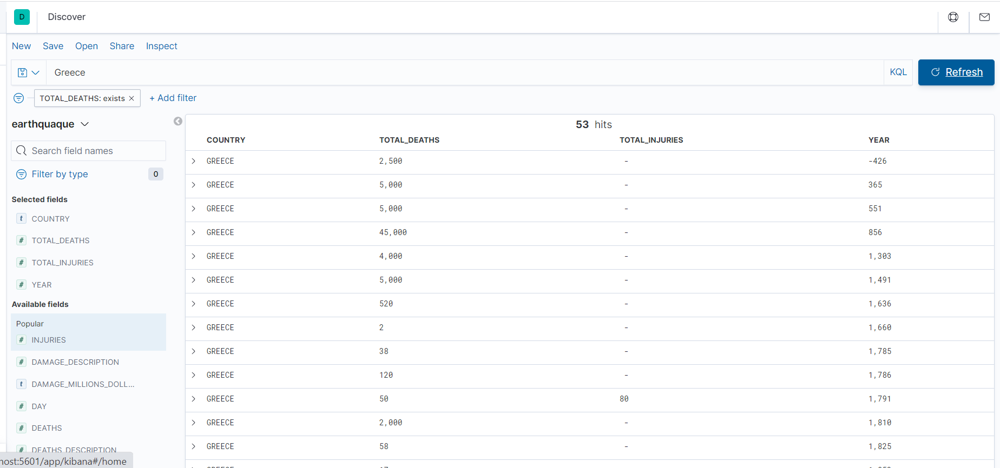 D Discover
New Save Open Share Inspect
Greece KQL Refresh
TOTAL_DEATHS: exists × + Add filter
earthquaque
53 hits
Search field names
Filter by type 0
Selected fields
t COUNTRY
# TOTAL_DEATHS
# TOTAL_INJURIES
# YEAR
Available fields
Popular
# INJURIES
# DAMAGE_DESCRIPTION
t DAMAGE_MILLIONS_DOLL...
# DAY
# DEATHS
# DEATHS_DESCRIPTION
COUNTRY TOTAL_DEATHS TOTAL_INJURIES YEAR
GREECE 2,500 - -426
GREECE 5,000 - 365
GREECE 5,000 - 551
GREECE 45,000 - 856
GREECE 4,000 - 1,303
GREECE 5,000 - 1,491
GREECE 520 - 1,636
GREECE 2 - 1,660
GREECE 38 - 1,785
GREECE 120 - 1,786
GREECE 50 80 1,791
GREECE 2,000 - 1,810
GREECE 58 - 1,825
host:5601/app/kibana#/home